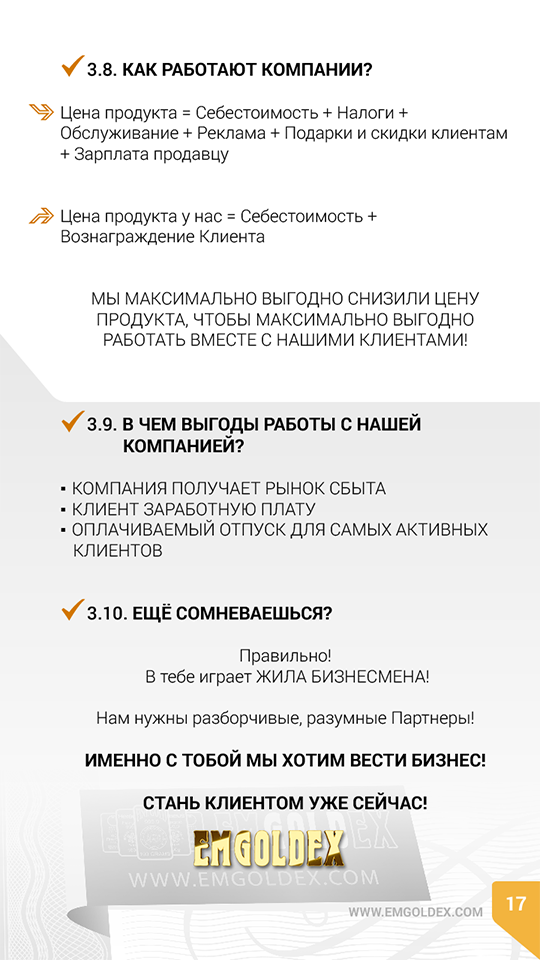 3.8. КАК РАБОТАЮТ КОМПАНИИ?
Цена продукта = Себестоимость + Налоги +
Обслуживание + Реклама + Подарки и скидки клиентам
+ Зарплата продавцу
Цена продукта у нас = Себестоимость +
Вознаграждение Клиента
МЫ МАКСИМАЛЬНО ВЫГОДНО СНИЗИЛИ ЦЕНУ
ПРОДУКТА, ЧТОБЫ МАКСИМАЛЬНО ВЫГОДНО
РАБОТАТЬ ВМЕСТЕ С НАШИМИ КЛИЕНТАМИ!
3.9. В ЧЕМ ВЫГОДЫ РАБОТЫ С НАШЕЙ
КОМПАНИЕЙ?
▪ КОМПАНИЯ ПОЛУЧАЕТ РЫНОК СБЫТА
▪ КЛИЕНТ ЗАРАБОТНУЮ ПЛАТУ
▪ ОПЛАЧИВАЕМЫЙ ОТПУСК ДЛЯ САМЫХ АКТИВНЫХ
КЛИЕНТОВ
3.10. ЕЩЁ СОМНЕВАЕШЬСЯ?
Правильно!
В тебе играет ЖИЛА БИЗНЕСМЕНА!
Нам нужны разборчивые, разумные Партнеры!
ИМЕННО С ТОБОЙ МЫ ХОТИМ ВЕСТИ БИЗНЕС!
СТАНЬ КЛИЕНТОМ УЖЕ СЕЙЧАС!
EMGOLDEX
EMGOLDEX
WWW.EMGOLDEX.COM
WWW.EMGOLDEX.COM
17